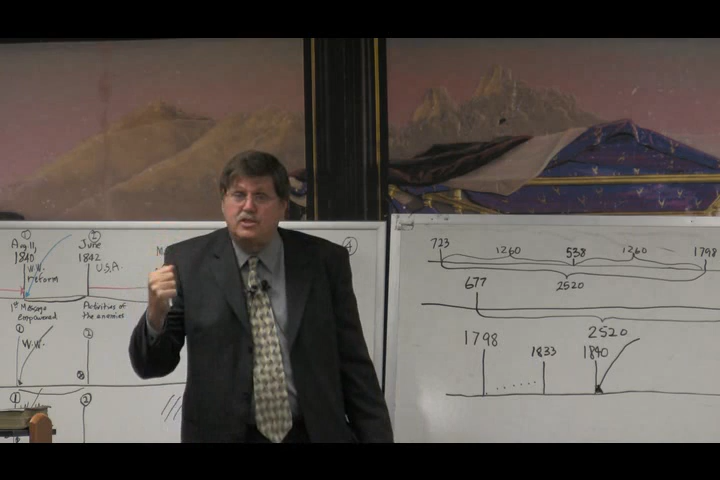 ① ② ④
Aug 11, June
1840 1842
W.W. U.S.A.
reform
1st Message Activities of
Empowered the enemies
① ②
W.W.
① ②
723 1260 538 1260 1798
2520
677
2520
1798 1833 1840